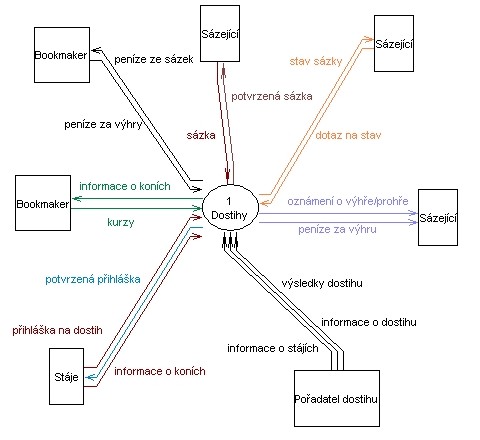 Bookmaker
peníze ze sázek
Sázející
stav sázky
Sázející
potvrzená sázka
peníze za výhry
sázka
dotaz na stav
informace o koních
Bookmaker
kurzy
1
Dostihy
oznámení o výhře/prohře
Sázející
peníze za výhru
potvrzená přihláška
výsledky dostihu
přihláška na dostih
informace o dostihu
informace o stájích
Stáje
informace o koních
Pořadatel dostihu